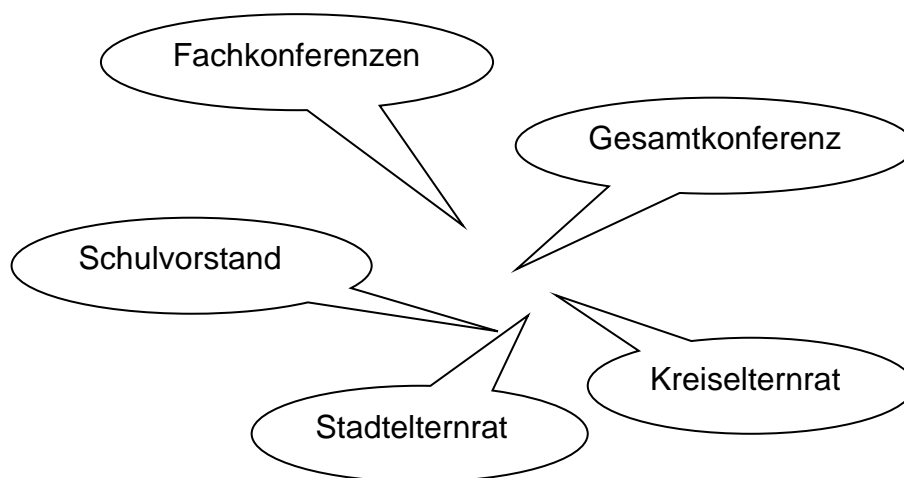 Fachkonferenzen
Gesamtkonferenz
Schulvorstand
Kreiselternrat
Stadtelternrat